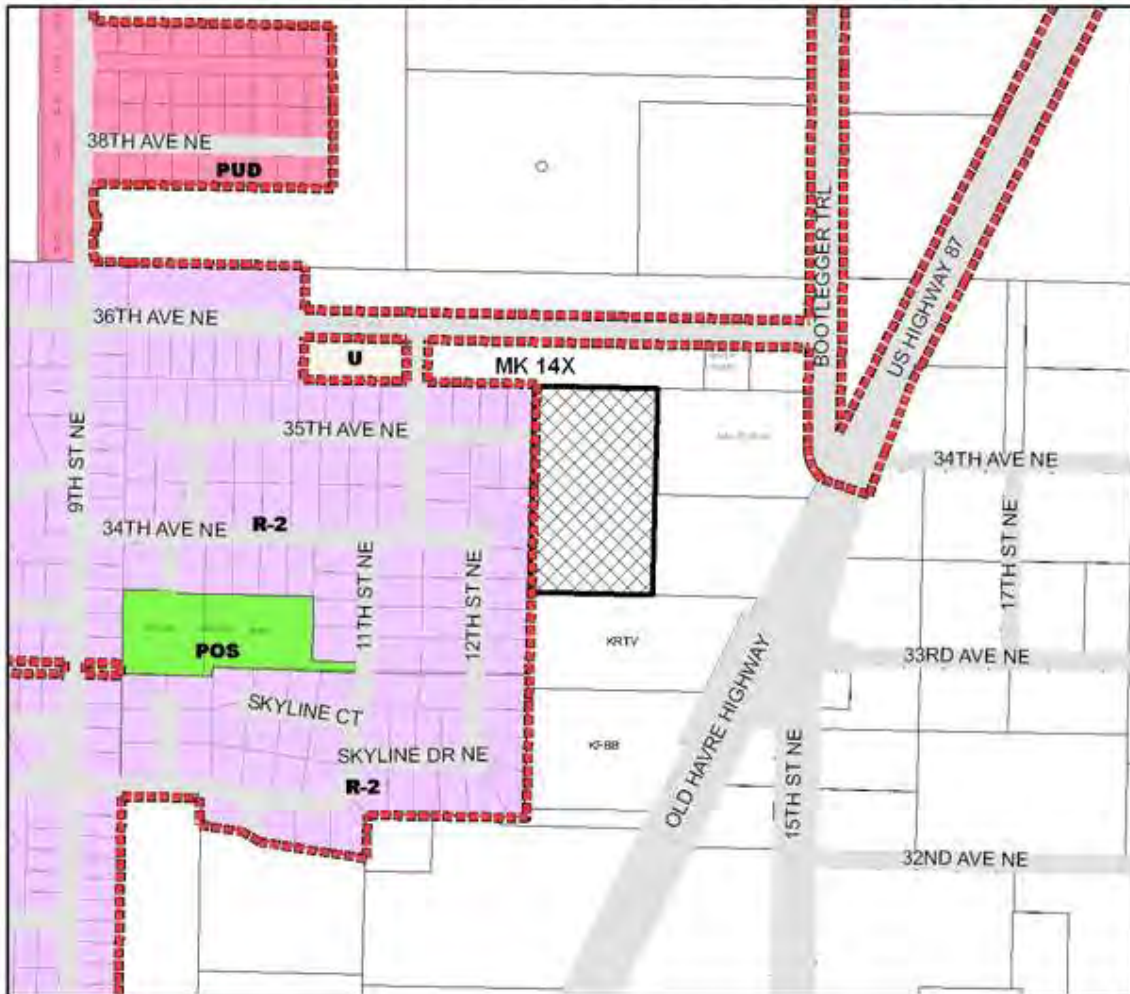 38TH AVE NE
PUD
BOOTLEGGER TRL
US HIGHWAY 87
36TH AVE NE
U
MK 14X
35TH AVE NE
9TH ST NE
34TH AVE NE
34TH AVE NE
R-2
11TH ST NE
12TH ST NE
17TH ST NE
POS
KRTV
33RD AVE NE
SKYLINE CT
SKYLINE DR NE
KFBB
OLD HAVRE HIGHWAY
R-2
15TH ST NE
32ND AVE NE